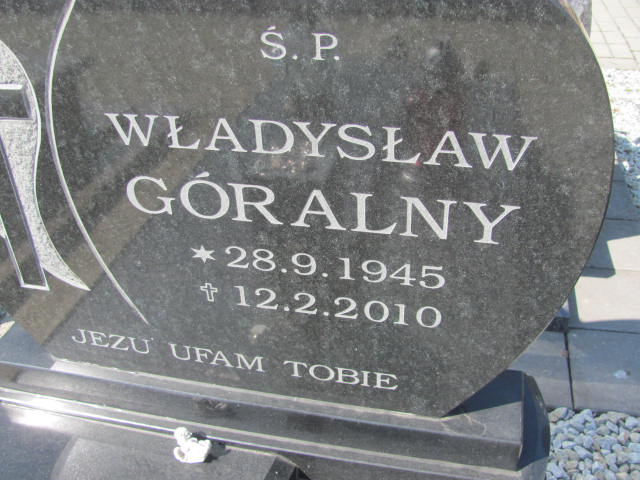 Ś. P.
WŁADYSŁAW
GÓRALNY
* 28.9.1945
✝ 12.2.2010
JEZU UFAM TOBIE